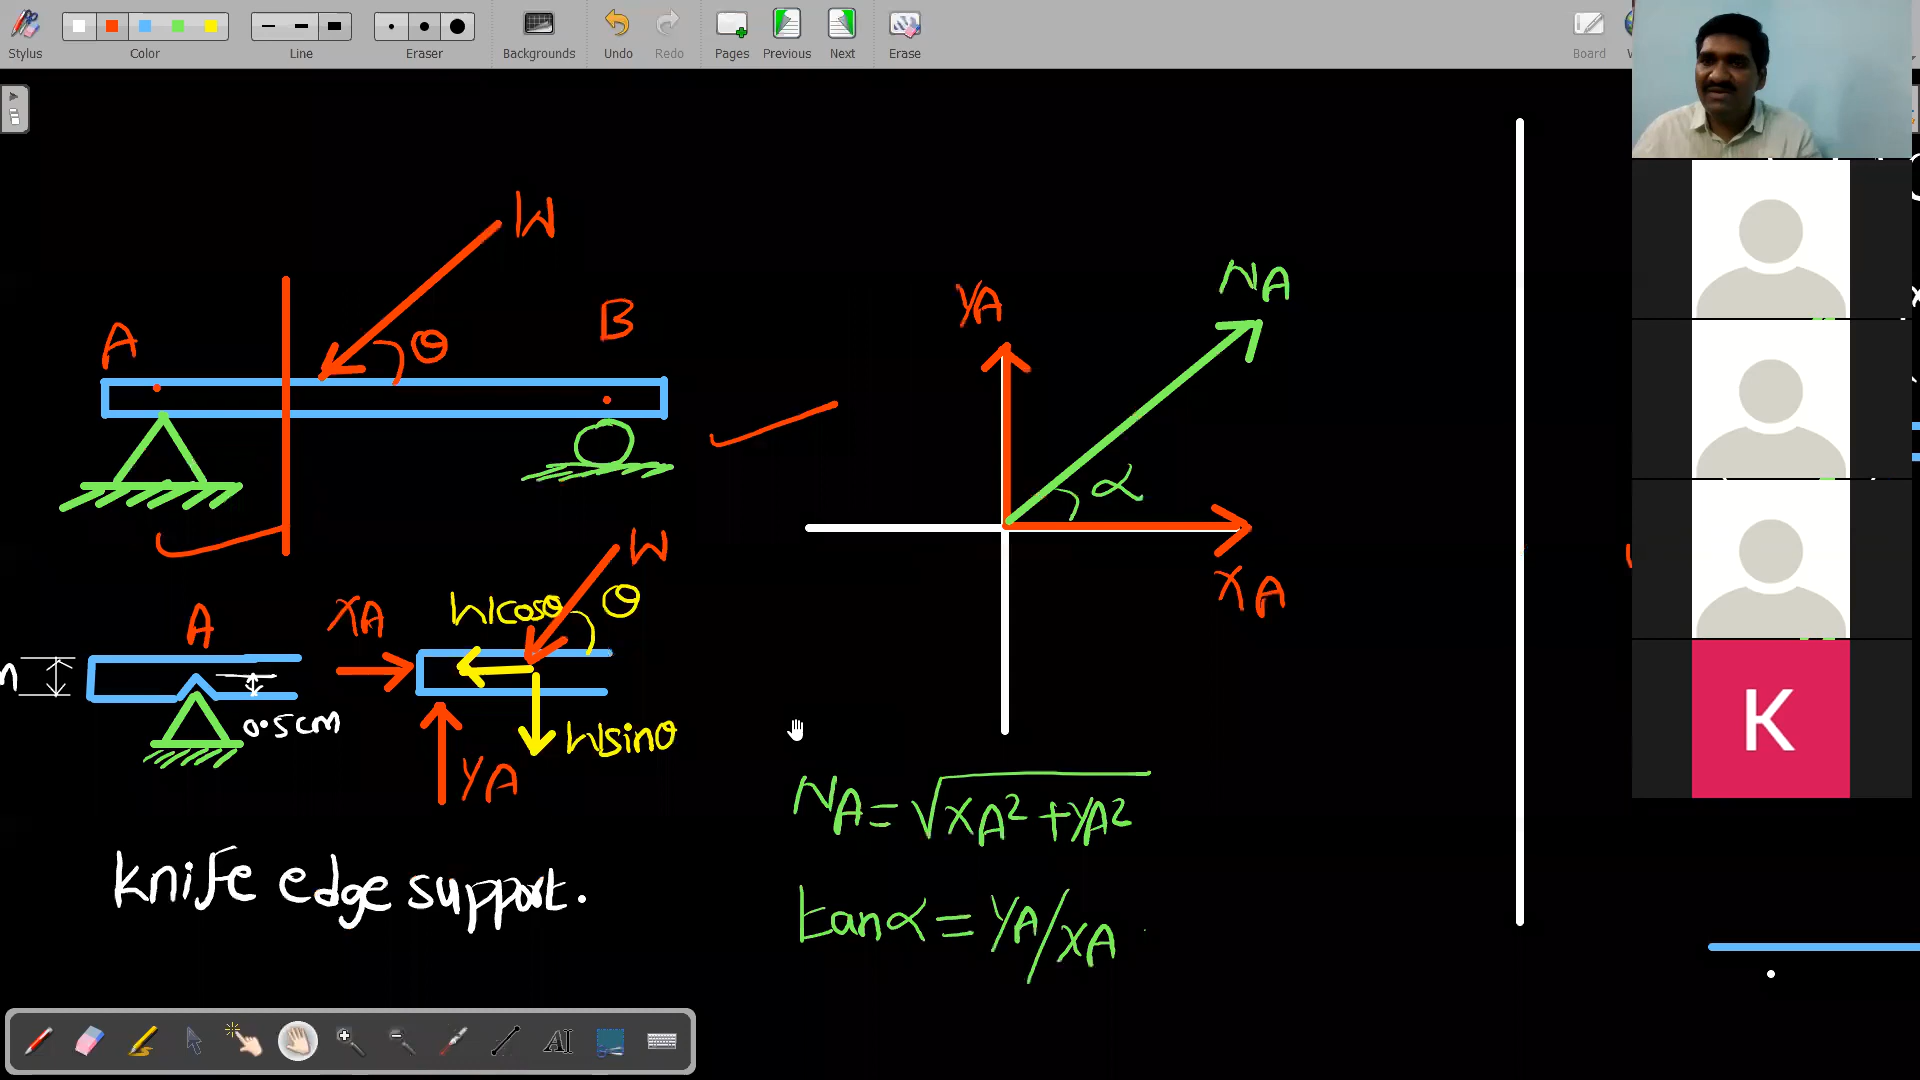 Stylus
Color
Line
Eraser
Backgrounds
Undo
Redo
Pages
Previous
Next
Erase
Board
W
A
θ
B
YA
NA
α
XA
A
XA
W
Wcosθ
θ
0.5cm
Wsinθ
YA
knife edge support.
NA = √XA² + YA²
tanα = YA/XA
K
AI